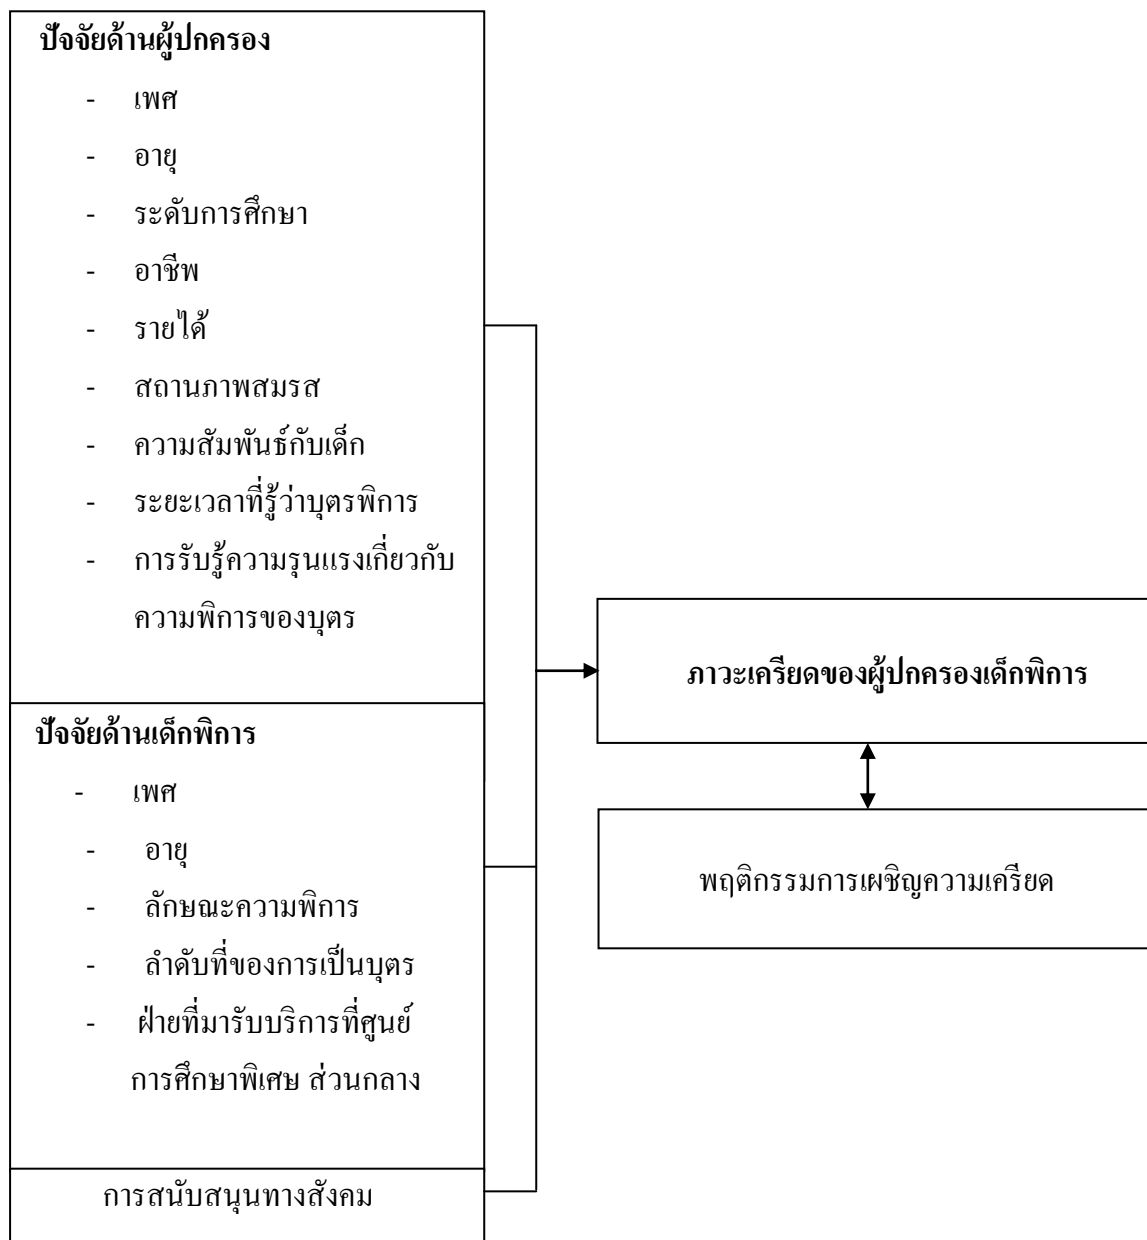 ปัจจัยด้านผู้ปกครอง
- เพศ
- อายุ
- ระดับการศึกษา
- อาชีพ
- รายได้
- สถานภาพสมรส
- ความสัมพันธ์กับเด็ก
- ระยะเวลาที่รู้ว่าบุตรพิการ
- การรับรู้ความรุนแรงเกี่ยวกับ
ความพิการของบุตร
ปัจจัยด้านเด็กพิการ
- เพศ
- อายุ
- ลักษณะความพิการ
- ลำดับที่ของการเป็นบุตร
- ฝ่ายที่มารับบริการที่ศูนย์
การศึกษาพิเศษ ส่วนกลาง
การสนับสนุนทางสังคม
ภาวะเครียดของผู้ปกครองเด็กพิการ
พฤติกรรมการเผชิญความเครียด